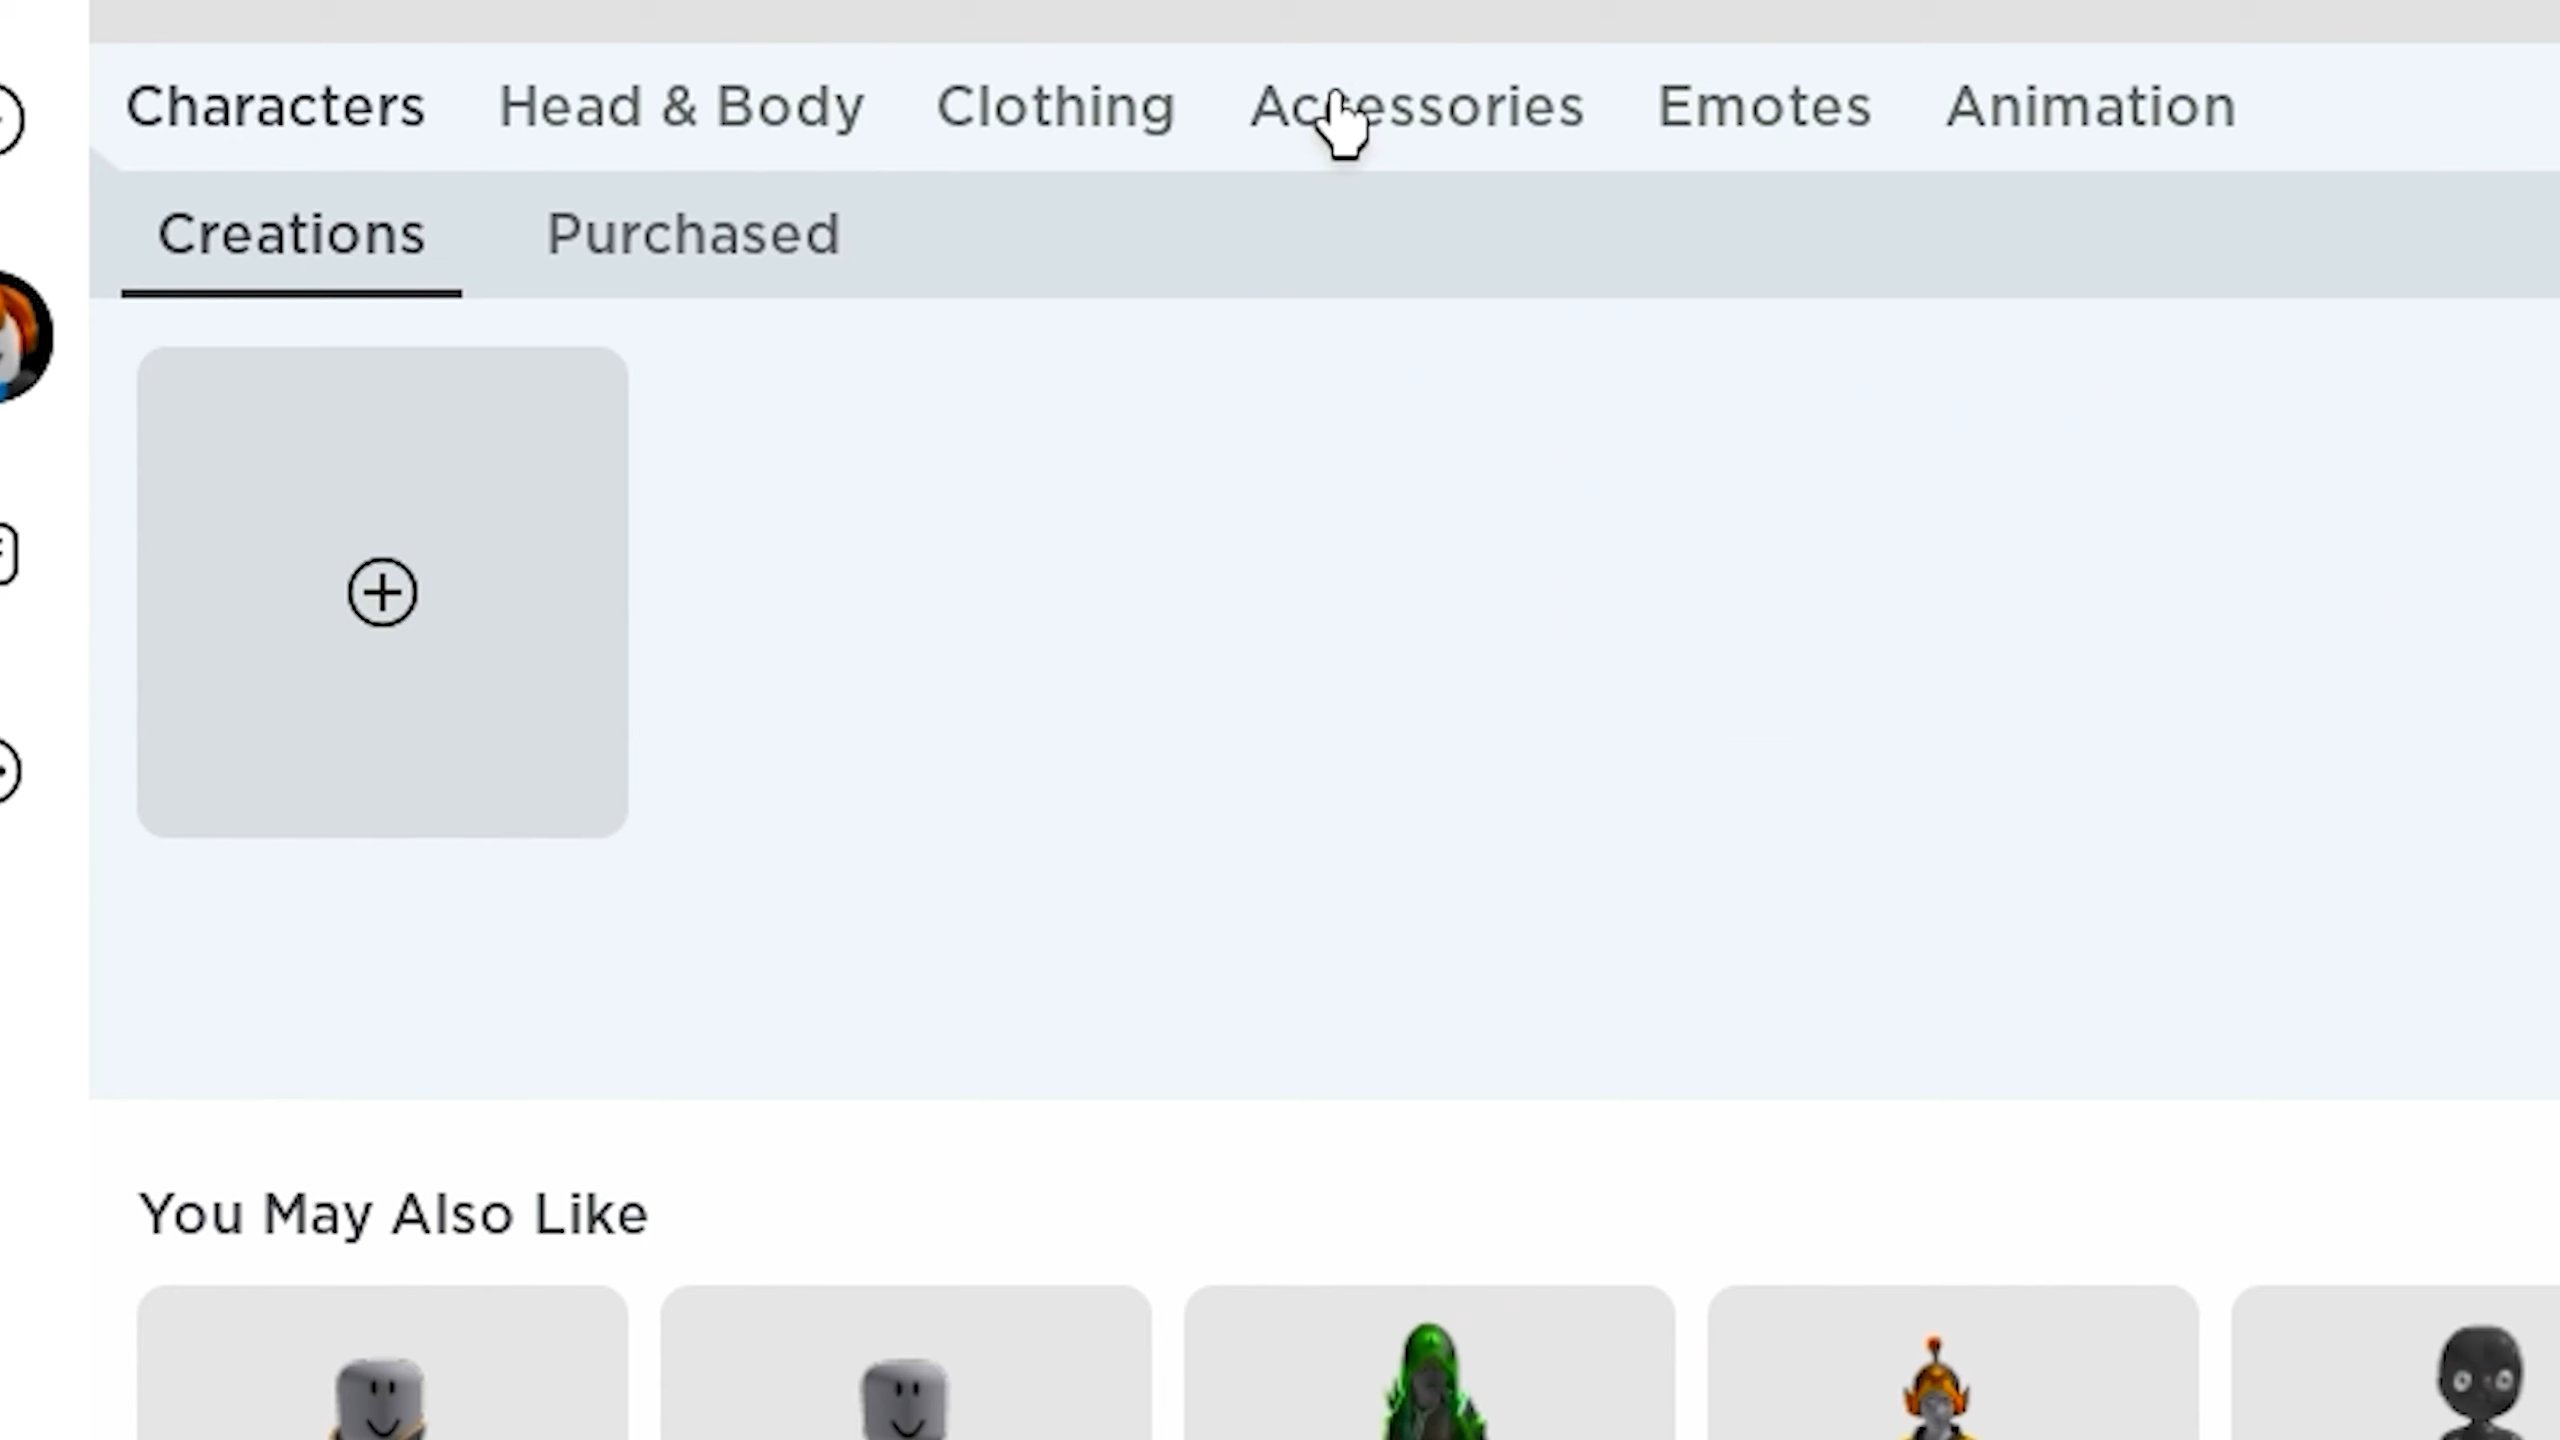 Characters Head & Body Clothing Accessories Emotes Animation
Creations Purchased
You May Also Like